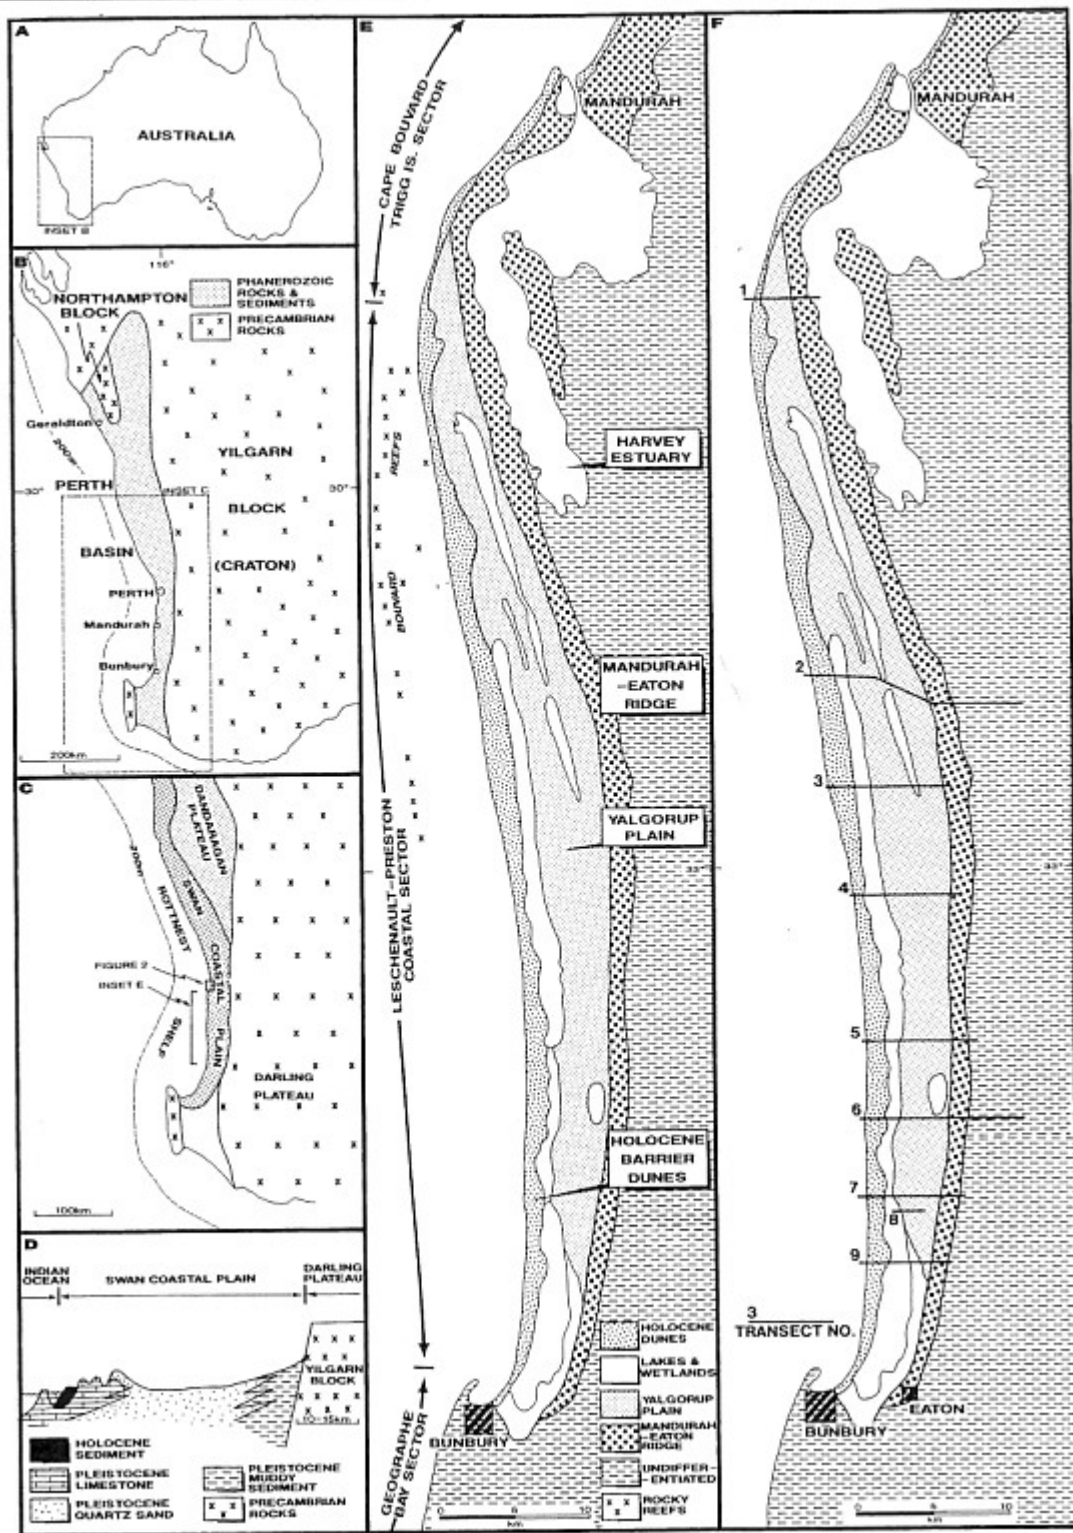 A
AUSTRALIA
INSET B
B
116°
NORTHAMPTON
BLOCK
PHANEROZOIC
ROCKS &
SEDIMENTS
PRECAMBRIAN
ROCKS
Geraldton
200m
YILGARN
PERTH
30°
INSET C
30°
BLOCK
BASIN
(CRATON)
PERTH
Mandurah
Bunbury
200km
C
DANDARAGAN
PLATEAU
200m
SWAN
ROTTNEST
COASTAL
FIGURE 2
INSET E
SHELF
PLAIN
DARLING
PLATEAU
100km
D
INDIAN
OCEAN
SWAN COASTAL PLAIN
DARLING
PLATEAU
YILGARN
BLOCK
10-15km
HOLOCENE
SEDIMENT
PLEISTOCENE
LIMESTONE
PLEISTOCENE
QUARTZ SAND
PLEISTOCENE
MUDDY
SEDIMENT
PRECAMBRIAN
ROCKS
E
CAPE BOUVARD
TRIGG IS. SECTOR
MANDURAH
REEFS
HARVEY
ESTUARY
BOUVARD
MANDURAH
-EATON
RIDGE
LESCHENAULT-PRESTON
COASTAL SECTOR
YALGORUP
PLAIN
33°
HOLOCENE
BARRIER
DUNES
GEOGRAPHE
BAY SECTOR
BUNBURY
HOLOCENE
DUNES
LAKES &
WETLANDS
YALGORUP
PLAIN
MANDURAH
-EATON
RIDGE
UNDIFFER-
ENTIATED
ROCKY
REEFS
0
10
km
F
MANDURAH
1
2
3
33°
4
5
6
7
8
9
3
TRANSECT NO.
EATON
BUNBURY
0
10
km